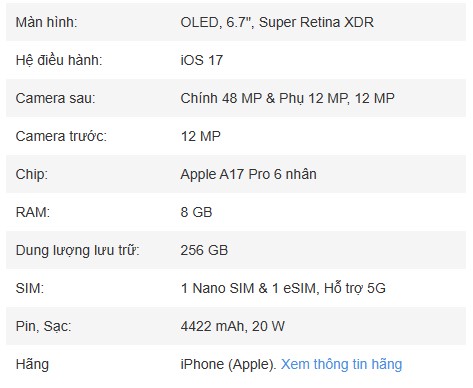 Màn hình: OLED, 6.7", Super Retina XDR
Hệ điều hành: iOS 17
Camera sau: Chính 48 MP & Phụ 12 MP, 12 MP
Camera trước: 12 MP
Chip: Apple A17 Pro 6 nhân
RAM: 8 GB
Dung lượng lưu trữ: 256 GB
SIM: 1 Nano SIM & 1 eSIM, Hỗ trợ 5G
Pin, Sạc: 4422 mAh, 20 W
Hãng iPhone (Apple). Xem thông tin hãng